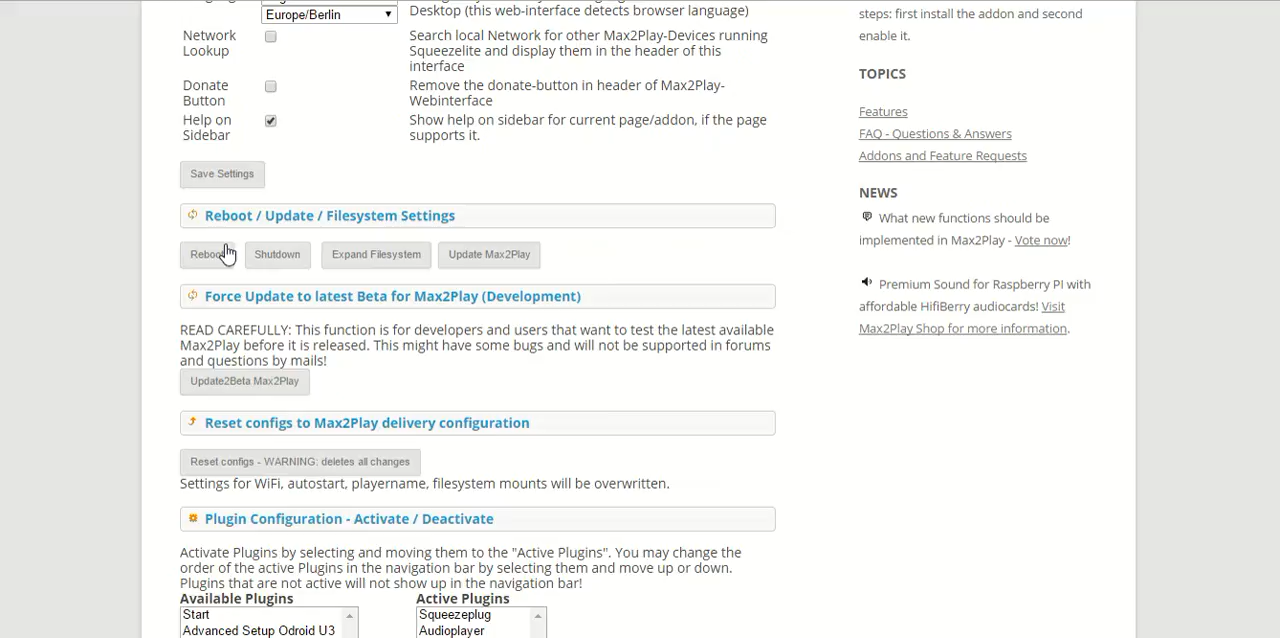 Europe/Berlin
Desktop (this web-interface detects browser language)
Network
Lookup
Search local Network for other Max2Play-Devices running
Squeezelite and display them in the header of this
interface
Donate
Button
Remove the donate-button in header of Max2Play-
Webinterface
Help on
Sidebar
Show help on sidebar for current page/addon, if the page
supports it.
Save Settings
Reboot / Update / Filesystem Settings
Reboot
Shutdown
Expand Filesystem
Update Max2Play
Force Update to latest Beta for Max2Play (Development)
READ CAREFULLY: This function is for developers and users that want to test the latest available
Max2Play before it is released. This might have some bugs and will not be supported in forums
and questions by mails!
Update2Beta Max2Play
Reset configs to Max2Play delivery configuration
Reset configs - WARNING: deletes all changes
Settings for WiFi, autostart, playername, filesystem mounts will be overwritten.
Plugin Configuration - Activate / Deactivate
Activate Plugins by selecting and moving them to the "Active Plugins". You may change the
order of the active Plugins in the navigation bar by selecting them and move up or down.
Plugins that are not active will not show up in the navigation bar!
Available Plugins
Start
Advanced Setup Odroid U3
Active Plugins
Squeezeplug
Audioplayer
steps: first install the addon and second
enable it.
TOPICS
Features
FAQ - Questions & Answers
Addons and Feature Requests
NEWS
What new functions should be
implemented in Max2Play - Vote now!
Premium Sound for Raspberry PI with
affordable HifiBerry audiocards! Visit
Max2Play Shop for more information.